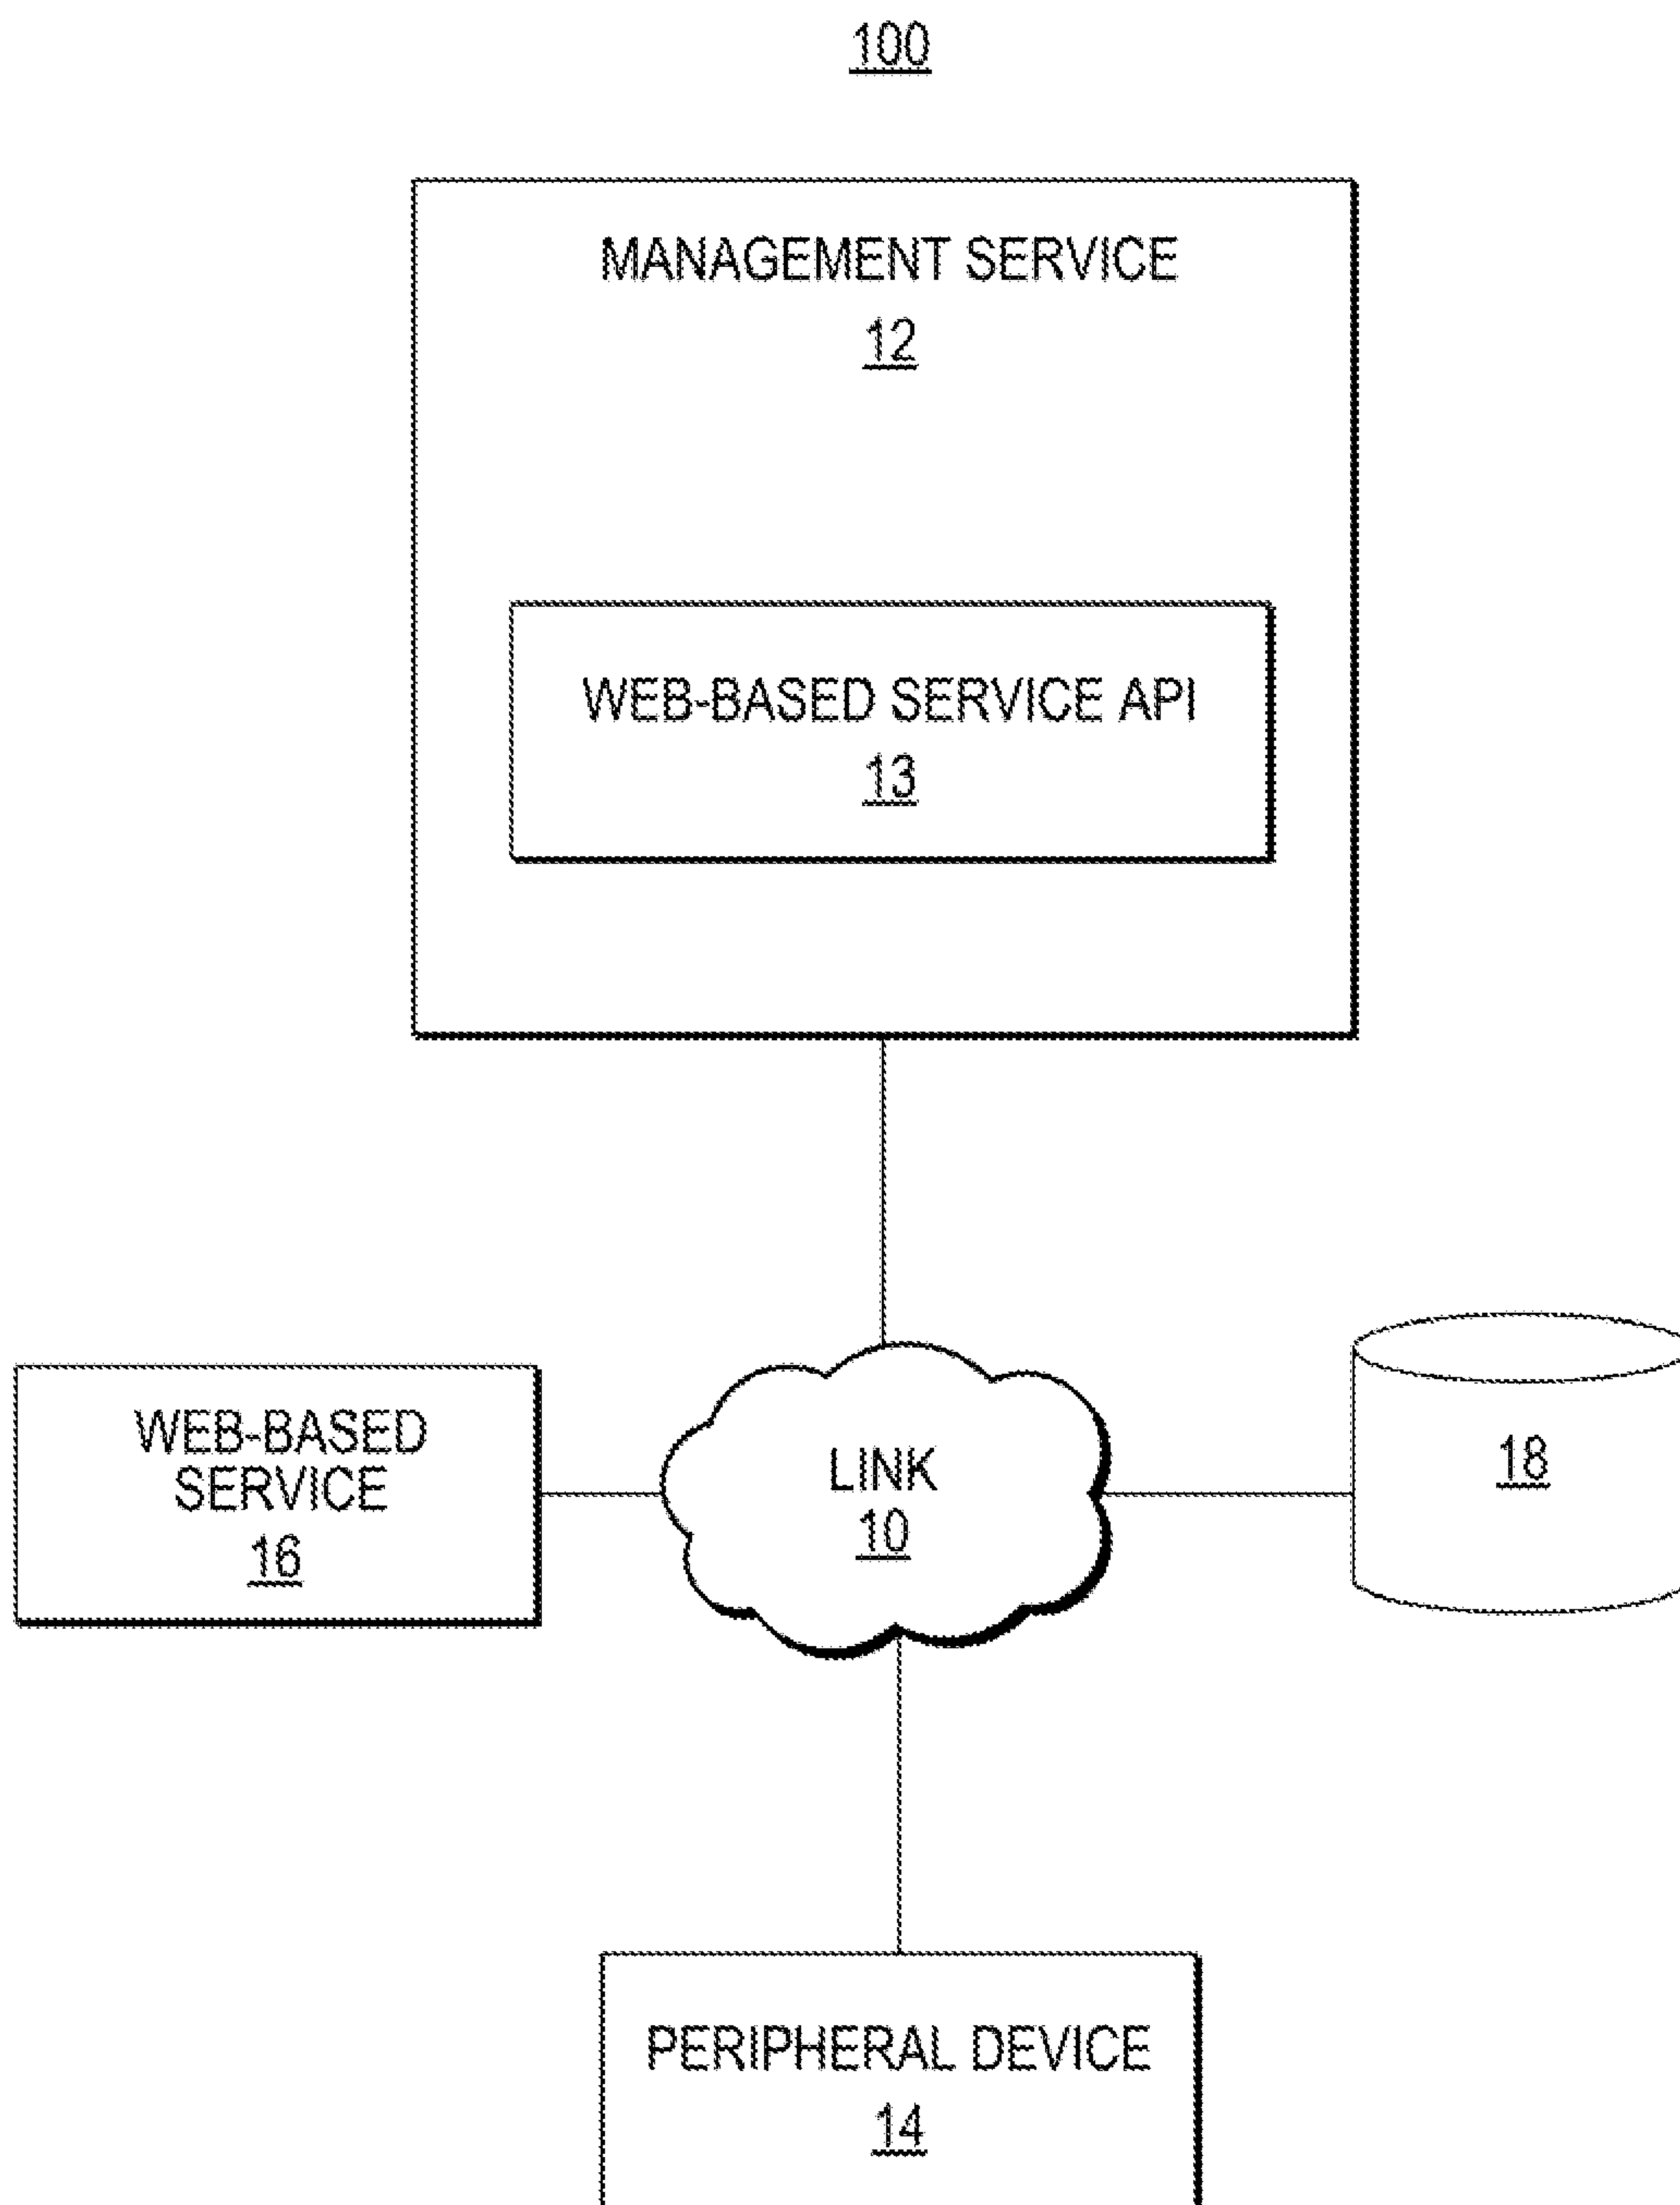 100
MANAGEMENT SERVICE
12
WEB-BASED SERVICE API
13
WEB-BASED
SERVICE
16
LINK
10
18
PERIPHERAL DEVICE
14